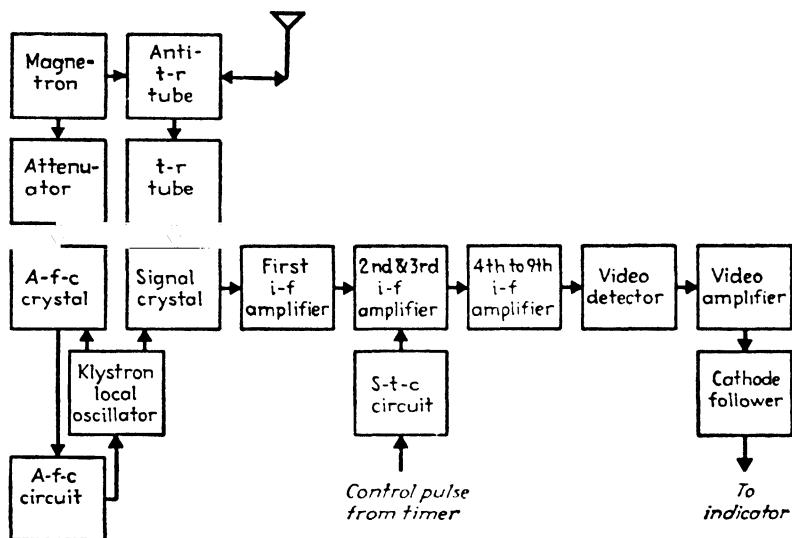 Magne-
tron
Anti-
t-r
tube
Attenu-
ator
t-r
tube
A-f-c
crystal
Signal
crystal
First
i-f
amplifier
2nd & 3rd
i-f
amplifier
4th to 9th
i-f
amplifier
Video
detector
Video
amplifier
Klystron
local
oscillator
S-t-c
circuit
Cathode
follower
A-f-c
circuit
Control pulse
from timer
To
indicator